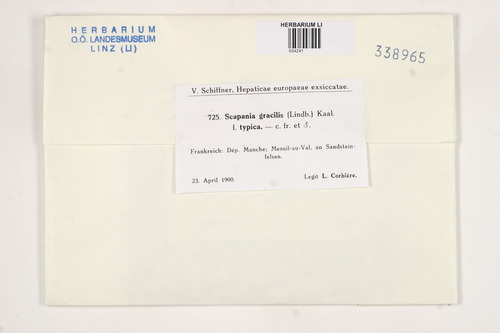 HERBARIUM
O.Ö. LANDESMUSEUM
LINZ (LI)
HERBARIUM LI
654241
338965
V. Schiffner, Hepaticae europaeae exsiccatae.
725. Scapania gracilis (Lindb.) Kaal.
f. typica. — c. fr. et ♂.
Frankreich: Dép. Manche; Mesnil-au-Val, an Sandstein-
felsen.
23. April 1900. Legit L. Corbière.